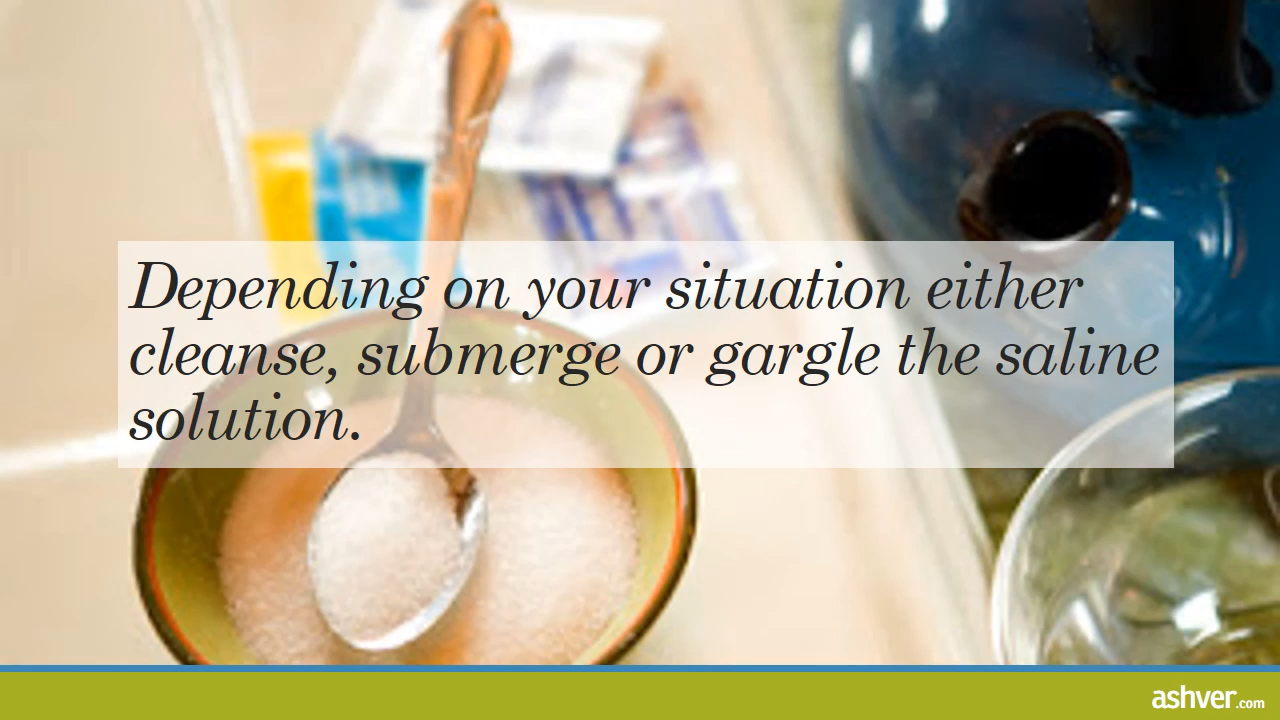 Depending on your situation either
cleanse, submerge or gargle the saline
solution.
ashver.com